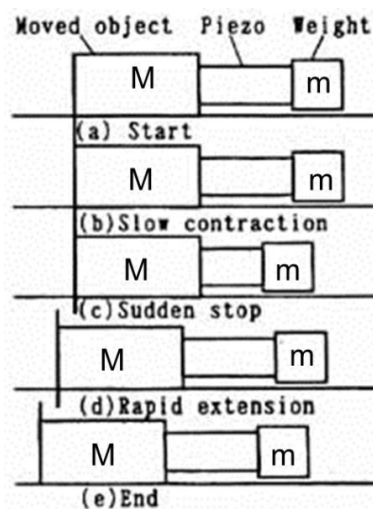 Moved object Piezo Weight
M m
(a) Start
M m
(b)Slow contraction
M m
(c)Sudden stop
M m
(d)Rapid extension
M m
(e)End